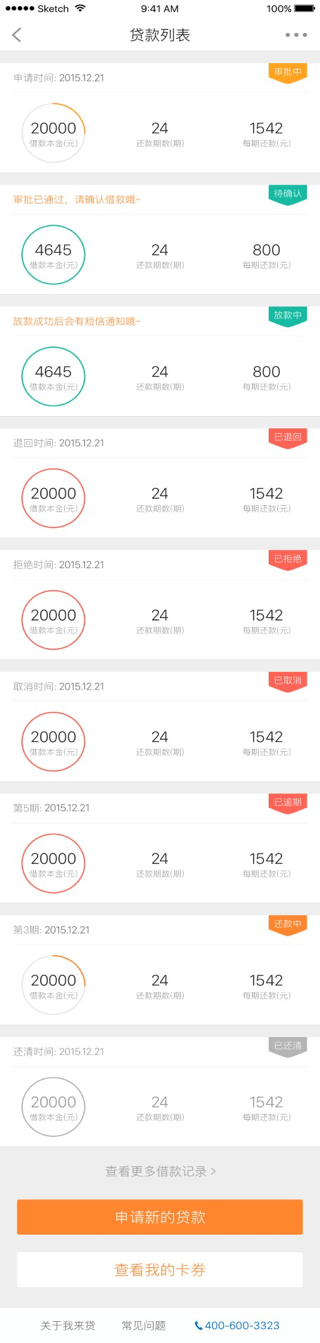 Sketch 9:41 AM 100%
贷款列表
申请时间: 2015.12.21 审批中
20000 24 1542
借款本金(元) 还款期数(期) 每期还款(元)
审批已通过，请确认借款哦~ 待确认
4645 24 800
借款本金(元) 还款期数(期) 每期还款(元)
放款成功后会有短信通知哦~ 放款中
4645 24 800
借款本金(元) 还款期数(期) 每期还款(元)
退回时间: 2015.12.21 已退回
20000 24 1542
借款本金(元) 还款期数(期) 每期还款(元)
拒绝时间: 2015.12.21 已拒绝
20000 24 1542
借款本金(元) 还款期数(期) 每期还款(元)
取消时间: 2015.12.21 已取消
20000 24 1542
借款本金(元) 还款期数(期) 每期还款(元)
第5期: 2015.12.21 已逾期
20000 24 1542
借款本金(元) 还款期数(期) 每期还款(元)
第3期: 2015.12.21 还款中
20000 24 1542
借款本金(元) 还款期数(期) 每期还款(元)
还清时间: 2015.12.21 已还清
20000 24 1542
借款本金(元) 还款期数(期) 每期还款(元)
查看更多借款记录 >
申请新的贷款
查看我的卡券
关于我来贷 常见问题 400-600-3323